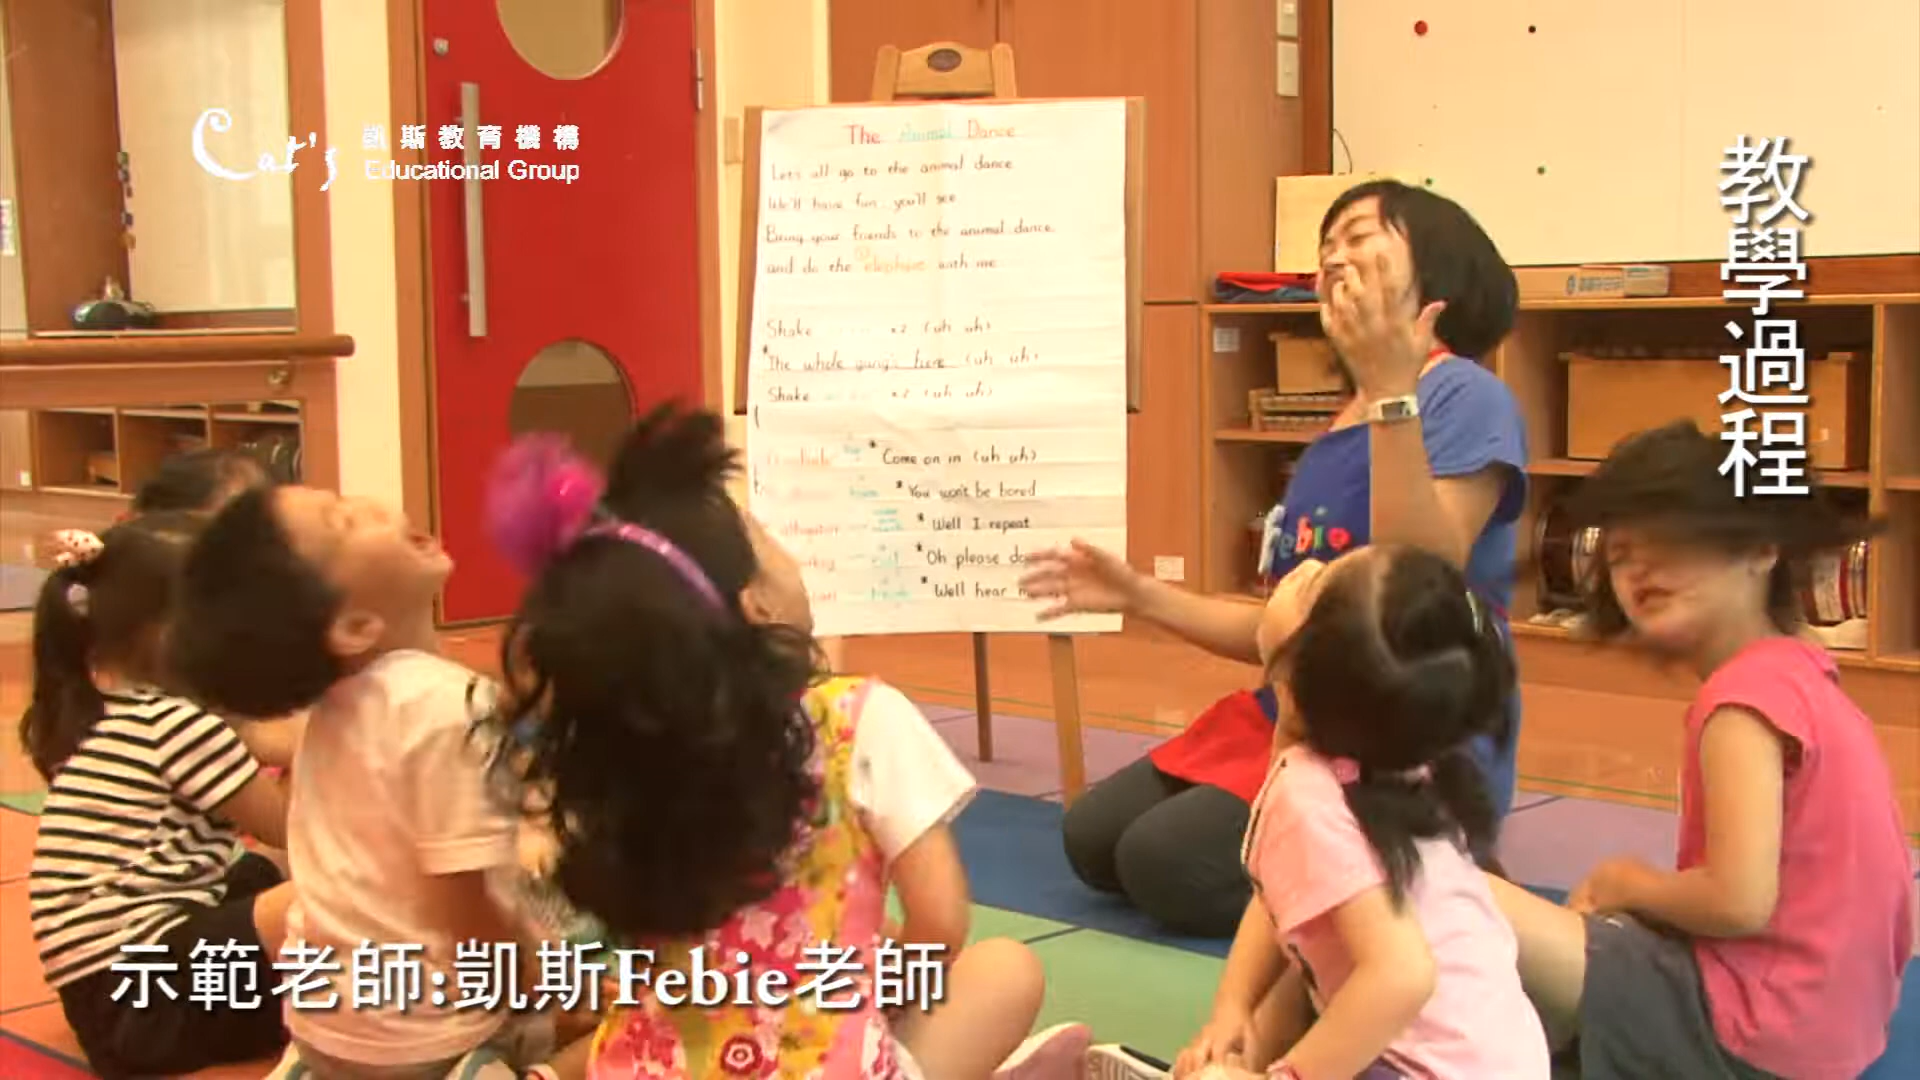 Cat's
凱斯教育機構
Educational Group
教學過程
The Animal Dance
Let's all go to the animal dance
We'll have fun, you'll see
Bring your friends to the animal dance
and do the elephant with me
Shake x2 (uh uh)
*The whole gang's here (uh uh)
Shake x2 (uh uh)
* Come on in (uh uh)
* You won't be bored
alligator * Well I repeat
* Oh please do
* Well hear
Febie
示範老師:凱斯Febie老師